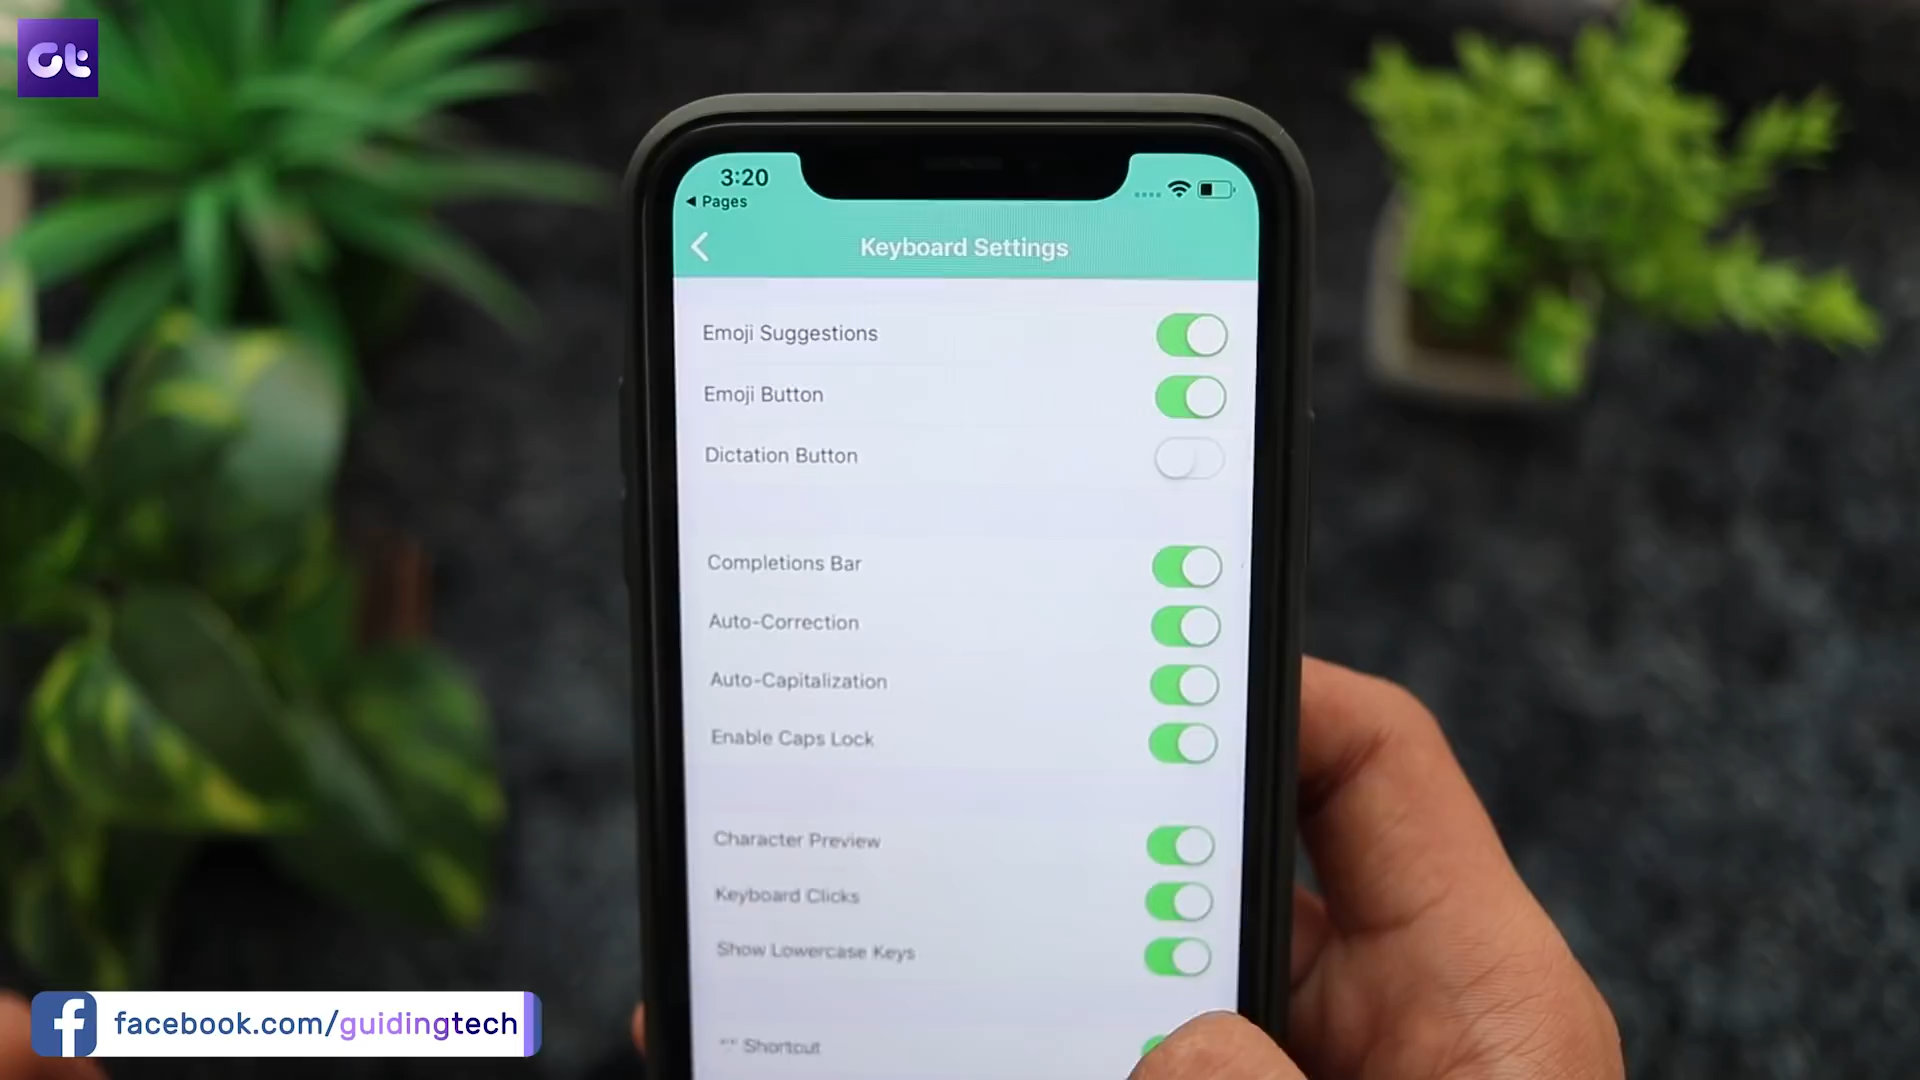 Gt
3:20
◀ Pages
Keyboard Settings
Emoji Suggestions
Emoji Button
Dictation Button
Completions Bar
Auto-Correction
Auto-Capitalization
Enable Caps Lock
Character Preview
Keyboard Clicks
Show Lowercase Keys
Shortcut
facebook.com/guidingtech